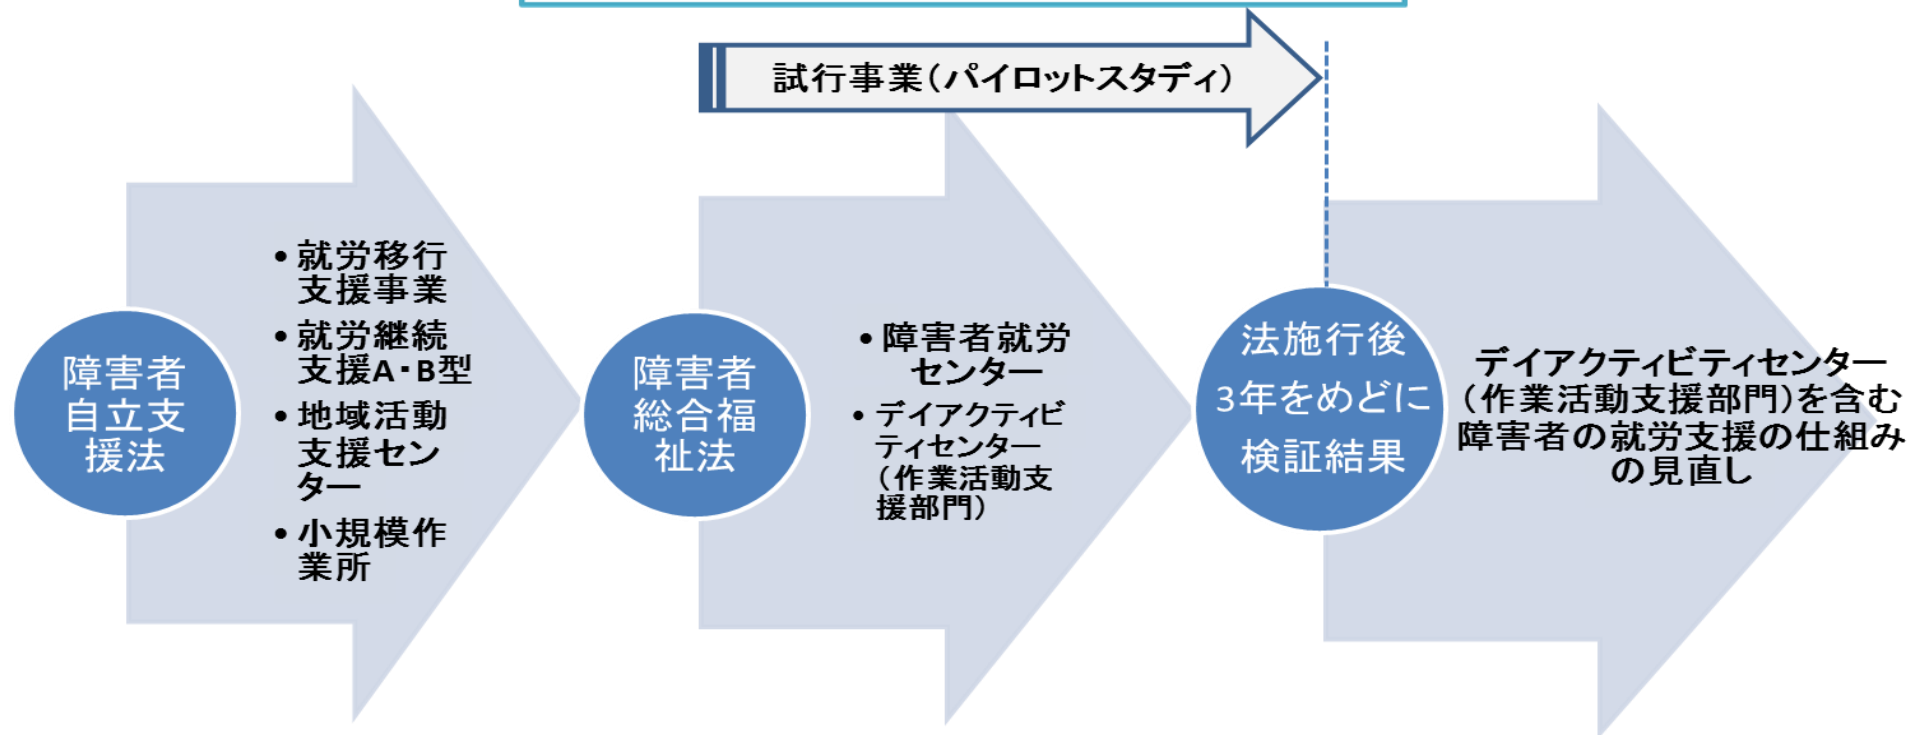 試行事業(パイロットスタディ)
障害者
自立支
援法
•就労移行
支援事業
•就労継続
支援A・B型
•地域活動
支援セン
ター
•小規模作
業所
障害者
総合福
祉法
•障害者就労
センター
•デイアクティビ
ティセンター
(作業活動支
援部門)
法施行後
3年をめどに
検証結果
デイアクティビティセンター
(作業活動支援部門)を含む
障害者の就労支援の仕組み
の見直し